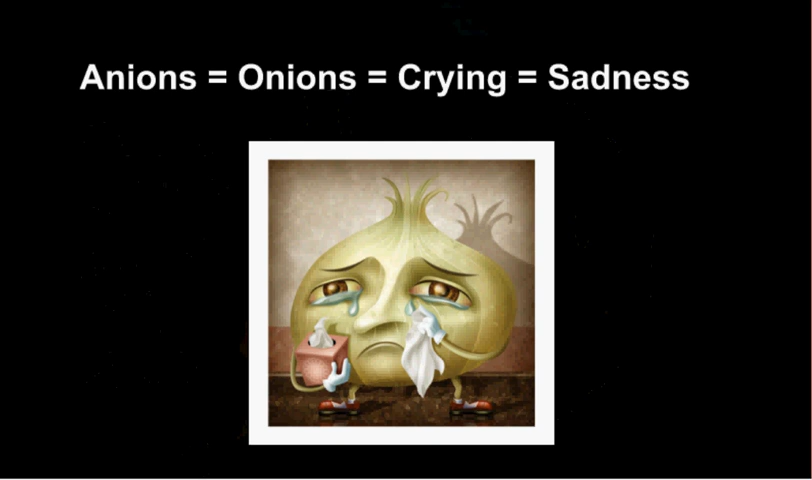 Anions = Onions = Crying = Sadness